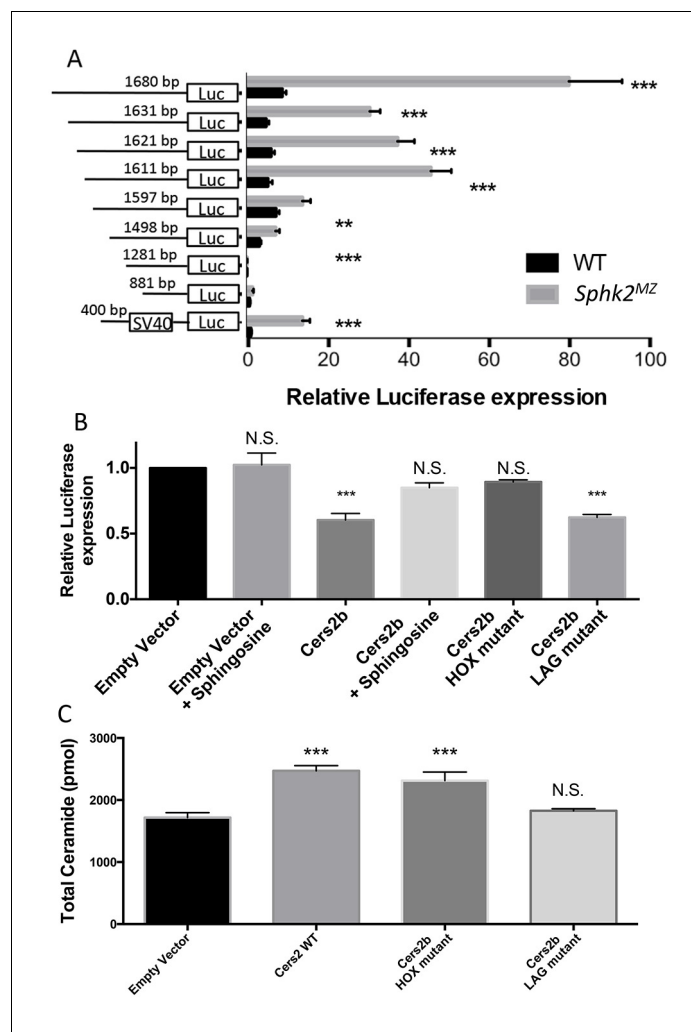 A
1680 bp
Luc
***
1631 bp
Luc
***
1621 bp
Luc
***
1611 bp
Luc
***
1597 bp
Luc
**
1498 bp
Luc
1281 bp
Luc
***
881 bp
Luc
400 bp
SV40
Luc
***
WT
Sphk2MZ
0 20 40 60 80 100
Relative Luciferase expression
B
Relative Luciferase
expression
1.0
0.5
0.0
N.S.
***
N.S.
N.S.
***
Empty Vector
Empty Vector
+ Sphingosine
Cers2b
Cers2b
+ Sphingosine
Cers2b
HOX mutant
Cers2b
LAG mutant
C
Total Ceramide (pmol)
3000
2000
1000
0
***
***
N.S.
Empty Vector
Cers2 WT
Cers2b
HOX mutant
Cers2b
LAG mutant